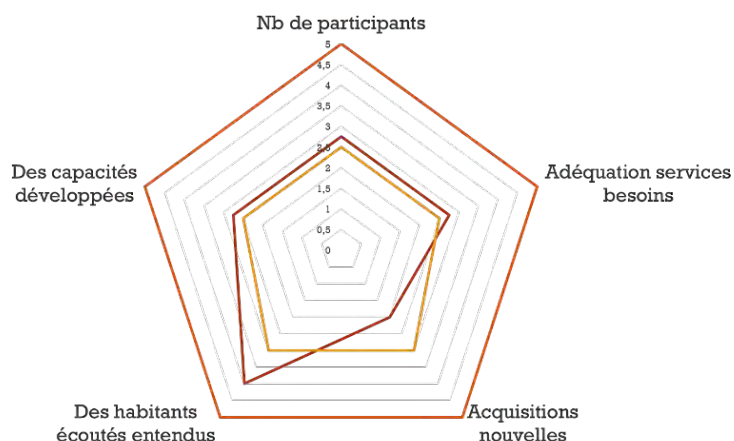 Nb de participants
5
4,5
4
3,5
3
2,5
2
1,5
1
0,5
0
Des capacités
développées
Adéquation services
besoins
Des habitants
écoutés entendus
Acquisitions
nouvelles